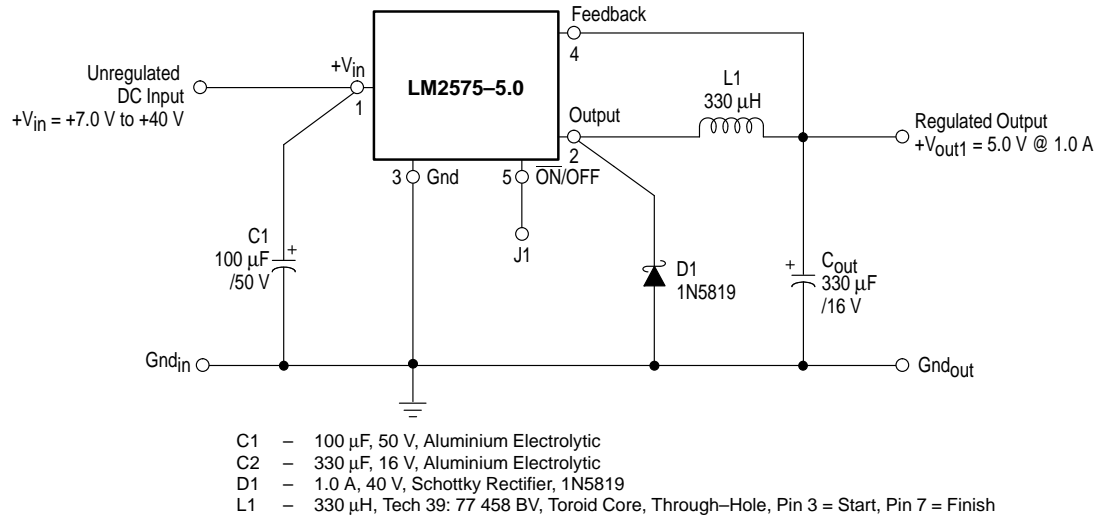 Feedback
4
Unregulated
DC Input
+Vin = +7.0 V to +40 V
+Vin
1
LM2575–5.0
L1
330 μH
Output
2
Regulated Output
+Vout1 = 5.0 V @ 1.0 A
3
Gnd
5
ON/OFF
J1
C1
100 μF
/50 V
+
D1
1N5819
+
Cout
330 μF
/16 V
Gndin
Gndout
C1 – 100 μF, 50 V, Aluminium Electrolytic
C2 – 330 μF, 16 V, Aluminium Electrolytic
D1 – 1.0 A, 40 V, Schottky Rectifier, 1N5819
L1 – 330 μH, Tech 39: 77 458 BV, Toroid Core, Through–Hole, Pin 3 = Start, Pin 7 = Finish